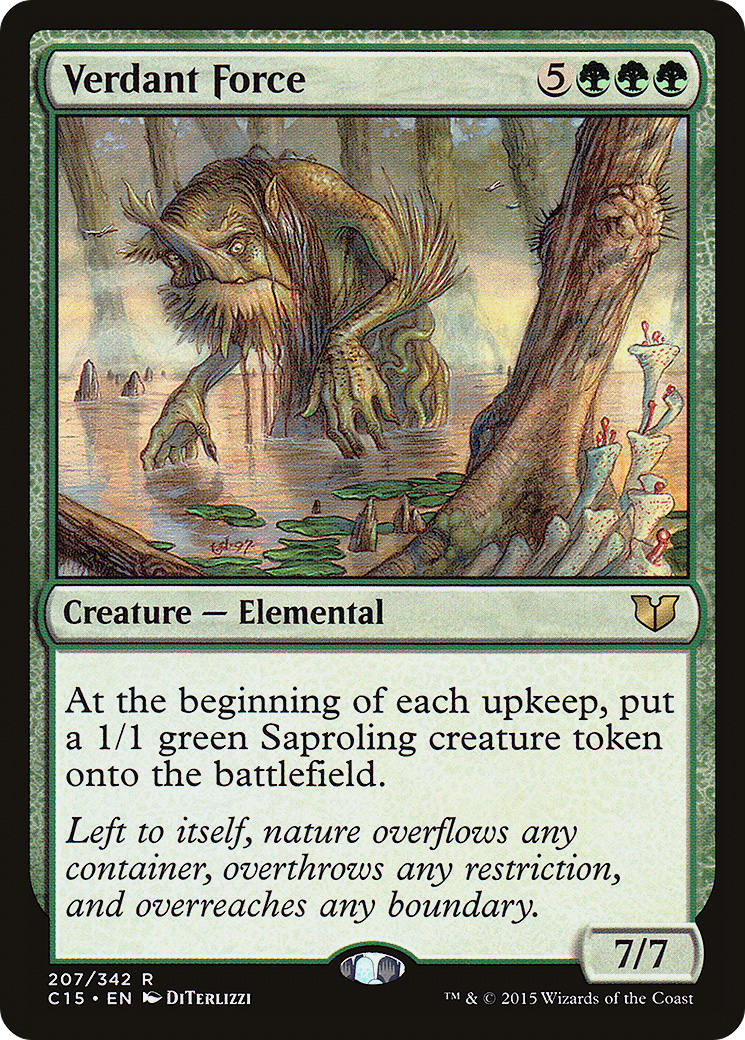 Verdant Force 5
Creature — Elemental
At the beginning of each upkeep, put
a 1/1 green Saproling creature token
onto the battlefield.
Left to itself, nature overflows any
container, overthrows any restriction,
and overreaches any boundary.
7/7
207/342 R
C15 • EN DiTerlizzi
™ & © 2015 Wizards of the Coast